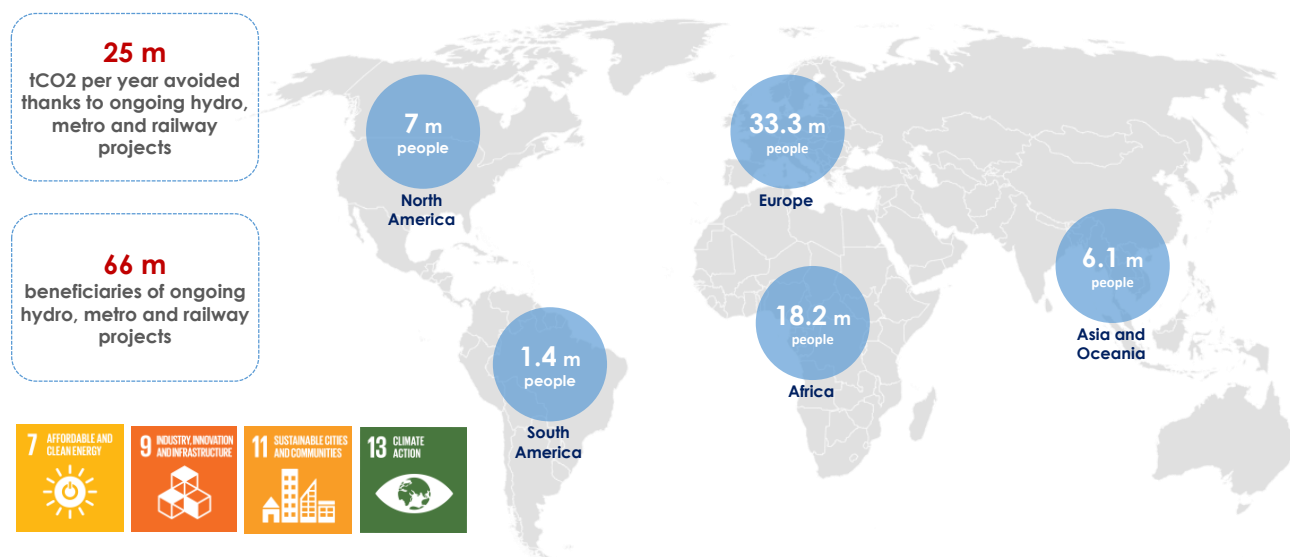 25 m
tCO2 per year avoided
thanks to ongoing hydro,
metro and railway
projects
66 m
beneficiaries of ongoing
hydro, metro and railway
projects
7 m
people
North
America
33.3 m
people
Europe
6.1 m
people
Asia and
Oceania
18.2 m
people
Africa
1.4 m
people
South
America
7 AFFORDABLE AND
CLEAN ENERGY
9 INDUSTRY, INNOVATION
AND INFRASTRUCTURE
11 SUSTAINABLE CITIES
AND COMMUNITIES
13 CLIMATE
ACTION